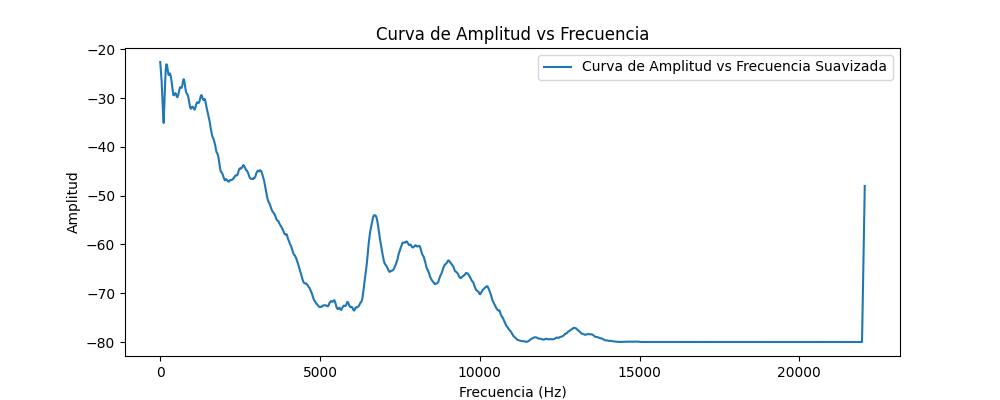 Curva de Amplitud vs Frecuencia
Curva de Amplitud vs Frecuencia Suavizada
Amplitud
−20
−30
−40
−50
−60
−70
−80
0 5000 10000 15000 20000
Frecuencia (Hz)